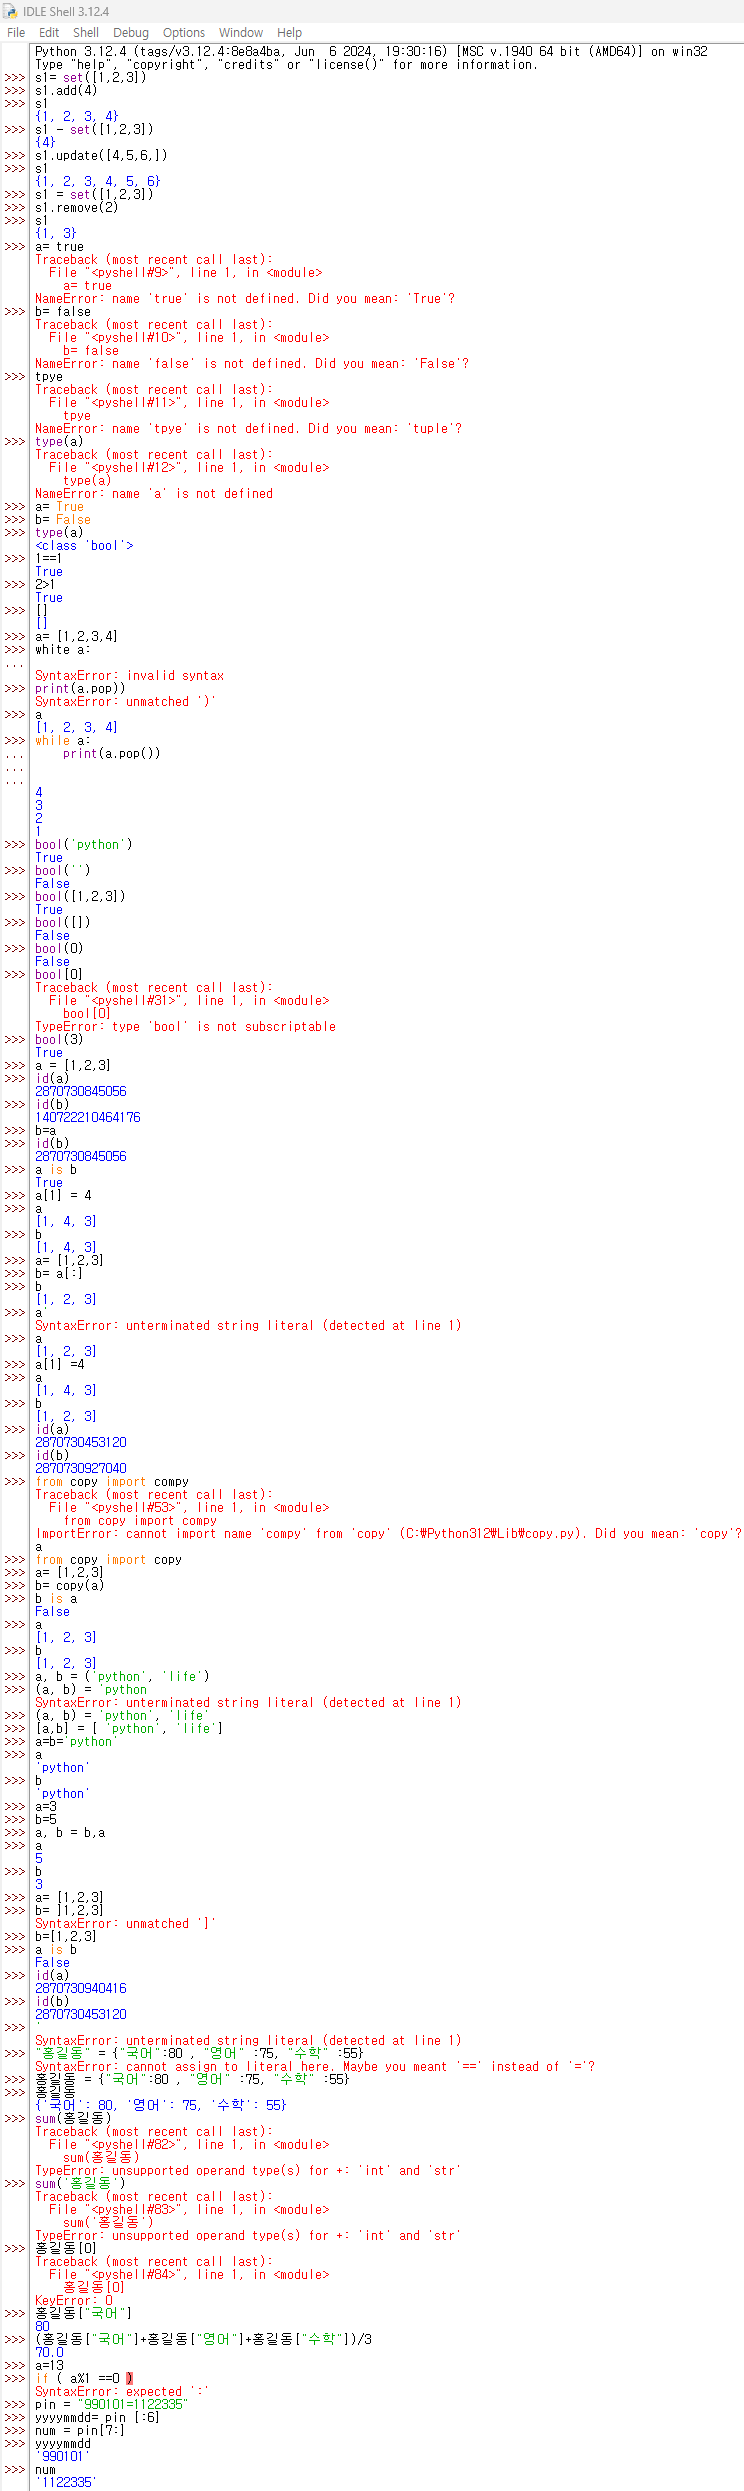 IDLE Shell 3.12.4
File Edit Shell Debug Options Window Help
Python 3.12.4 (tags/v3.12.4:8e8a4ba, Jun  6 2024, 19:30:16) [MSC v.1940 64 bit (AMD64)] on win32
Type "help", "copyright", "credits" or "license()" for more information.
>>> s1= set([1,2,3])
>>> s1.add(4)
>>> s1
{1, 2, 3, 4}
>>> s1 - set([1,2,3])
{4}
>>> s1.update([4,5,6,])
>>> s1
{1, 2, 3, 4, 5, 6}
>>> s1 = set([1,2,3])
>>> s1.remove(2)
>>> s1
{1, 3}
>>> a= true
Traceback (most recent call last):
  File "<pyshell#9>", line 1, in <module>
    a= true
NameError: name 'true' is not defined. Did you mean: 'True'?
>>> b= false
Traceback (most recent call last):
  File "<pyshell#10>", line 1, in <module>
    b= false
NameError: name 'false' is not defined. Did you mean: 'False'?
>>> tpye
Traceback (most recent call last):
  File "<pyshell#11>", line 1, in <module>
    tpye
NameError: name 'tpye' is not defined. Did you mean: 'tuple'?
>>> type(a)
Traceback (most recent call last):
  File "<pyshell#12>", line 1, in <module>
    type(a)
NameError: name 'a' is not defined
>>> a= True
>>> b= False
>>> type(a)
<class 'bool'>
>>> 1==1
True
>>> 2>1
True
>>> []
[]
>>> a= [1,2,3,4]
>>> white a:
...
SyntaxError: invalid syntax
>>> print(a.pop))
SyntaxError: unmatched ')'
>>> a
[1, 2, 3, 4]
>>> while a:
...     print(a.pop())
...
...
4
3
2
1
>>> bool('python')
True
>>> bool('')
False
>>> bool([1,2,3])
True
>>> bool([])
False
>>> bool(0)
False
>>> bool[0]
Traceback (most recent call last):
  File "<pyshell#31>", line 1, in <module>
    bool[0]
TypeError: type 'bool' is not subscriptable
>>> bool(3)
True
>>> a = [1,2,3]
>>> id(a)
2870730845056
>>> id(b)
140722210464176
>>> b=a
>>> id(b)
2870730845056
>>> a is b
True
>>> a[1] = 4
>>> a
[1, 4, 3]
>>> b
[1, 4, 3]
>>> a= [1,2,3]
>>> b= a[:]
>>> b
[1, 2, 3]
>>> a'
SyntaxError: unterminated string literal (detected at line 1)
>>> a
[1, 2, 3]
>>> a[1] =4
>>> a
[1, 4, 3]
>>> b
[1, 2, 3]
>>> id(a)
2870730453120
>>> id(b)
2870730927040
>>> from copy import compy
Traceback (most recent call last):
  File "<pyshell#53>", line 1, in <module>
    from copy import compy
ImportError: cannot import name 'compy' from 'copy' (C:₩Python312₩Lib₩copy.py). Did you mean: 'copy'?
a
>>> from copy import copy
>>> a= [1,2,3]
>>> b= copy(a)
>>> b is a
False
>>> a
[1, 2, 3]
>>> b
[1, 2, 3]
>>> a, b = ('python', 'life')
>>> (a, b) = 'python
SyntaxError: unterminated string literal (detected at line 1)
>>> (a, b) = 'python', 'life'
>>> [a,b] = [ 'python', 'life']
>>> a=b='python'
>>> a
'python'
>>> b
'python'
>>> a=3
>>> b=5
>>> a, b = b,a
>>> a
5
>>> b
3
>>> a= [1,2,3]
>>> b= ]1,2,3]
SyntaxError: unmatched ']'
>>> b=[1,2,3]
>>> a is b
False
>>> id(a)
2870730940416
>>> id(b)
2870730453120
>>> '
SyntaxError: unterminated string literal (detected at line 1)
>>> "홍길동" = {"국어":80 , "영어" :75, "수학" :55}
SyntaxError: cannot assign to literal here. Maybe you meant '==' instead of '='?
>>> 홍길동 = {"국어":80 , "영어" :75, "수학" :55}
>>> 홍길동
{'국어': 80, '영어': 75, '수학': 55}
>>> sum(홍길동)
Traceback (most recent call last):
  File "<pyshell#82>", line 1, in <module>
    sum(홍길동)
TypeError: unsupported operand type(s) for +: 'int' and 'str'
>>> sum('홍길동')
Traceback (most recent call last):
  File "<pyshell#83>", line 1, in <module>
    sum('홍길동')
TypeError: unsupported operand type(s) for +: 'int' and 'str'
>>> 홍길동[0]
Traceback (most recent call last):
  File "<pyshell#84>", line 1, in <module>
    홍길동[0]
KeyError: 0
>>> 홍길동["국어"]
80
>>> (홍길동["국어"]+홍길동["영어"]+홍길동["수학"])/3
70.0
>>> a=13
>>> if ( a%1 ==0 )
SyntaxError: expected ':'
>>> pin = "990101=1122335"
>>> yyyymmdd= pin [:6]
>>> num = pin[7:]
>>> yyyymmdd
'990101'
>>> num
'1122335'